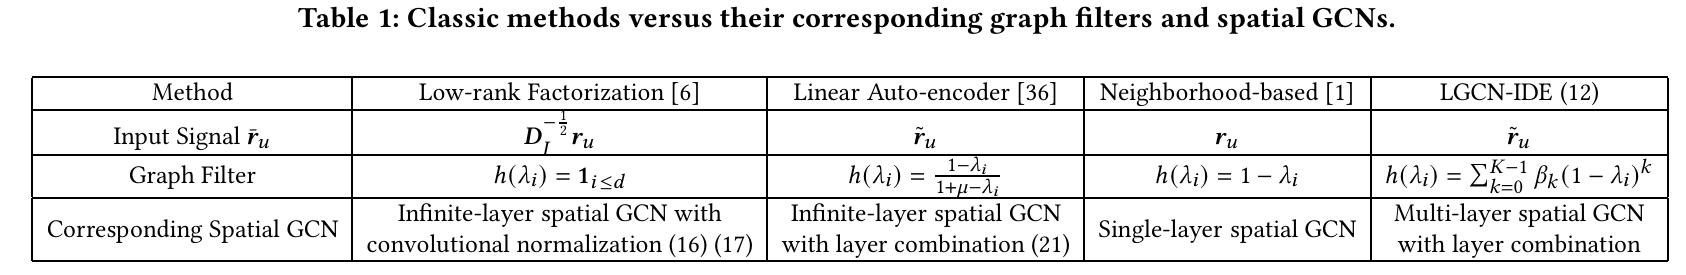 Table 1: Classic methods versus their corresponding graph filters and spatial GCNs.
Method | Low-rank Factorization [6] | Linear Auto-encoder [36] | Neighborhood-based [1] | LGCN-IDE (12)
Input Signal $\bar{r}_u$ | $D_I^{-\frac{1}{2}} r_u$ | $\tilde{r}_u$ | $r_u$ | $\tilde{r}_u$
Graph Filter | $h(\lambda_i) = 1_{i \leq d}$ | $h(\lambda_i) = \frac{1-\lambda_i}{1+\mu-\lambda_i}$ | $h(\lambda_i) = 1 - \lambda_i$ | $h(\lambda_i) = \sum_{k=0}^{K-1} \beta_k (1 - \lambda_i)^k$
Corresponding Spatial GCN | Infinite-layer spatial GCN with convolutional normalization (16) (17) | Infinite-layer spatial GCN with layer combination (21) | Single-layer spatial GCN | Multi-layer spatial GCN with layer combination